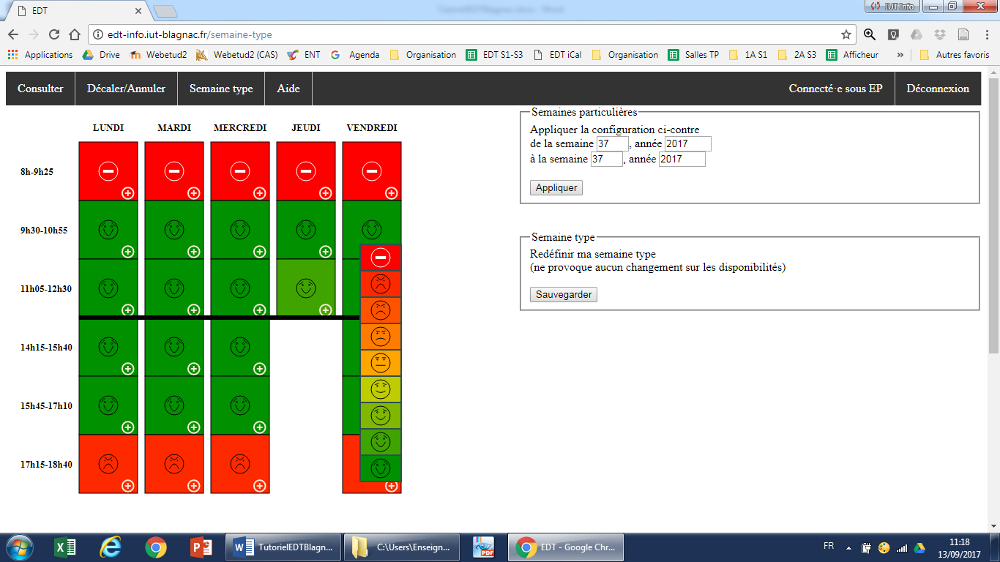 EDT
TutorielEDTBlagnac.docx - Word
IUT Info
edt-info.iut-blagnac.fr/semaine-type
Applications Drive Webetud2 Webetud2 (CAS) ENT Agenda Organisation EDT S1-S3 EDT iCal Organisation Salles TP 1A S1 2A S3 Afficheur » Autres favoris
Consulter Décaler/Annuler Semaine type Aide Connecté·e sous EP Déconnexion
LUNDI MARDI MERCREDI JEUDI VENDREDI
8h-9h25
9h30-10h55
11h05-12h30
14h15-15h40
15h45-17h10
17h15-18h40
Semaines particulières
Appliquer la configuration ci-contre
de la semaine 37 , année 2017
à la semaine 37 , année 2017
Appliquer
Semaine type
Redéfinir ma semaine type
(ne provoque aucun changement sur les disponibilités)
Sauvegarder
TutorielEDTBlagn... C:\Users\Enseign... PDF EDT - Google Chr... FR 11:18
13/09/2017